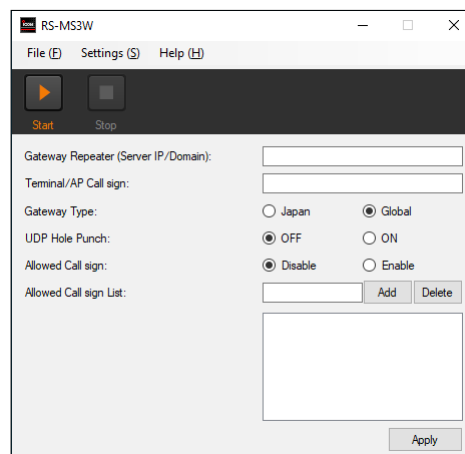 ICOM RS-MS3W
File (F) Settings (S) Help (H)
Start Stop
Gateway Repeater (Server IP/Domain):
Terminal/AP Call sign:
Gateway Type: Japan Global
UDP Hole Punch: OFF ON
Allowed Call sign: Disable Enable
Allowed Call sign List: Add Delete
Apply